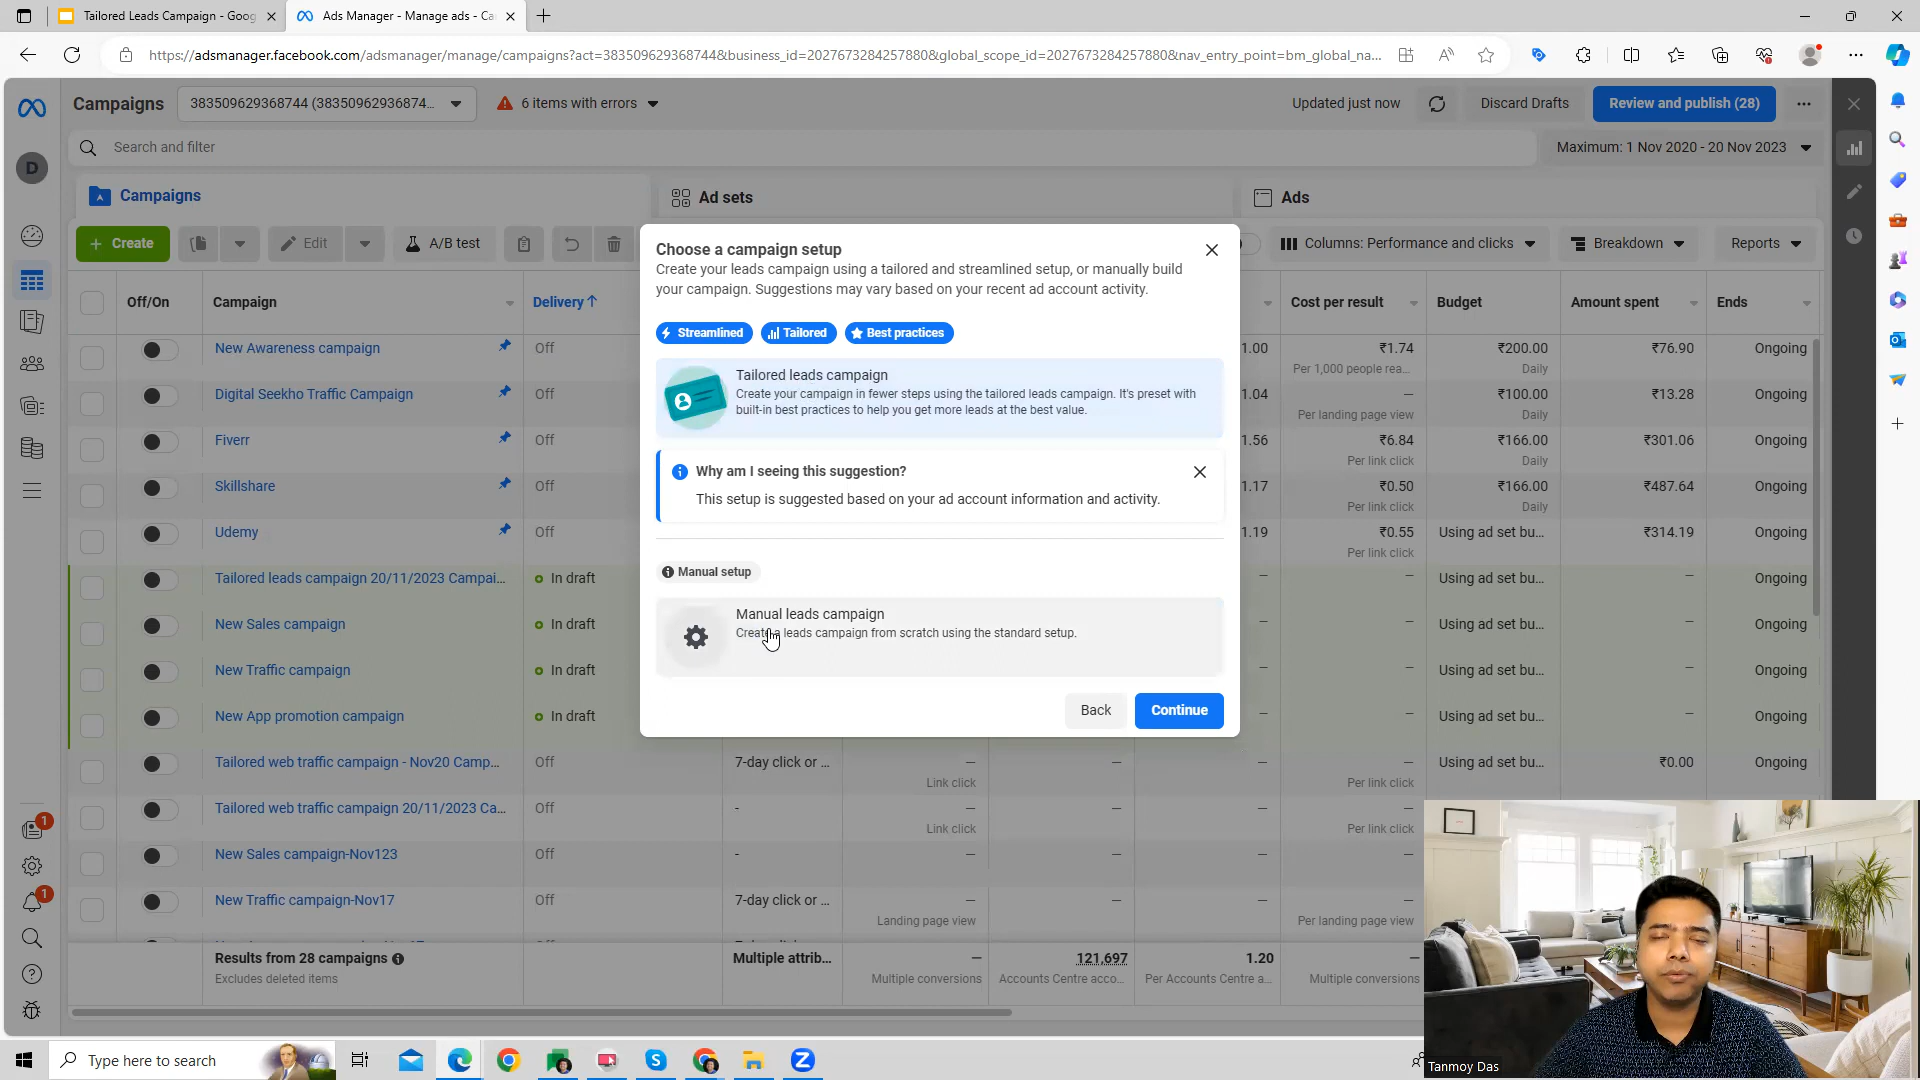 Tailored Leads Campaign - Goog
Ads Manager - Manage ads - Ca
https://adsmanager.facebook.com/adsmanager/manage/campaigns?act=383509629368744&business_id=2027673284257880&global_scope_id=2027673284257880&nav_entry_point=bm_global_na...
Campaigns
383509629368744 (38350962936874...
6 items with errors
Updated just now
Discard Drafts
Review and publish (28)
Search and filter
Maximum: 1 Nov 2020 - 20 Nov 2023
D
Campaigns
Ad sets
Ads
+ Create
Edit
A/B test
Columns: Performance and clicks
Breakdown
Reports
Off/On
Campaign
Delivery ↑
Cost per result
Budget
Amount spent
Ends
New Awareness campaign
Off
1.00
₹1.74
Per 1,000 people rea...
₹200.00
Daily
₹76.90
Ongoing
Digital Seekho Traffic Campaign
Off
1.04
—
Per landing page view
₹100.00
Daily
₹13.28
Ongoing
Fiverr
Off
1.56
₹6.84
Per link click
₹166.00
Daily
₹301.06
Ongoing
Skillshare
Off
1.17
₹0.50
Per link click
₹166.00
Daily
₹487.64
Ongoing
Udemy
Off
1.19
₹0.55
Per link click
Using ad set bu...
₹314.19
Ongoing
Tailored leads campaign 20/11/2023 Campai...
In draft
—
—
Using ad set bu...
—
Ongoing
New Sales campaign
In draft
—
—
Using ad set bu...
—
Ongoing
New Traffic campaign
In draft
—
—
Using ad set bu...
—
Ongoing
New App promotion campaign
In draft
—
—
Using ad set bu...
—
Ongoing
Tailored web traffic campaign - Nov20 Camp...
Off
7-day click or ...
—
Link click
—
—
—
Per link click
Using ad set bu...
₹0.00
Ongoing
Tailored web traffic campaign 20/11/2023 Ca...
Off
-
—
Link click
—
—
—
Per link click
New Sales campaign-Nov123
Off
-
—
—
—
—
New Traffic campaign-Nov17
Off
7-day click or ...
—
Landing page view
—
—
—
Per landing page view
Results from 28 campaigns
Excludes deleted items
Multiple attrib...
—
Multiple conversions
121,697
Accounts Centre acco...
1.20
Per Accounts Centre a...
—
Multiple conversions
Choose a campaign setup
Create your leads campaign using a tailored and streamlined setup, or manually build
your campaign. Suggestions may vary based on your recent ad account activity.
Streamlined
Tailored
Best practices
Tailored leads campaign
Create your campaign in fewer steps using the tailored leads campaign. It's preset with
built-in best practices to help you get more leads at the best value.
Why am I seeing this suggestion?
This setup is suggested based on your ad account information and activity.
Manual setup
Manual leads campaign
Create a leads campaign from scratch using the standard setup.
Back
Continue
1
1
Tanmoy Das
Type here to search